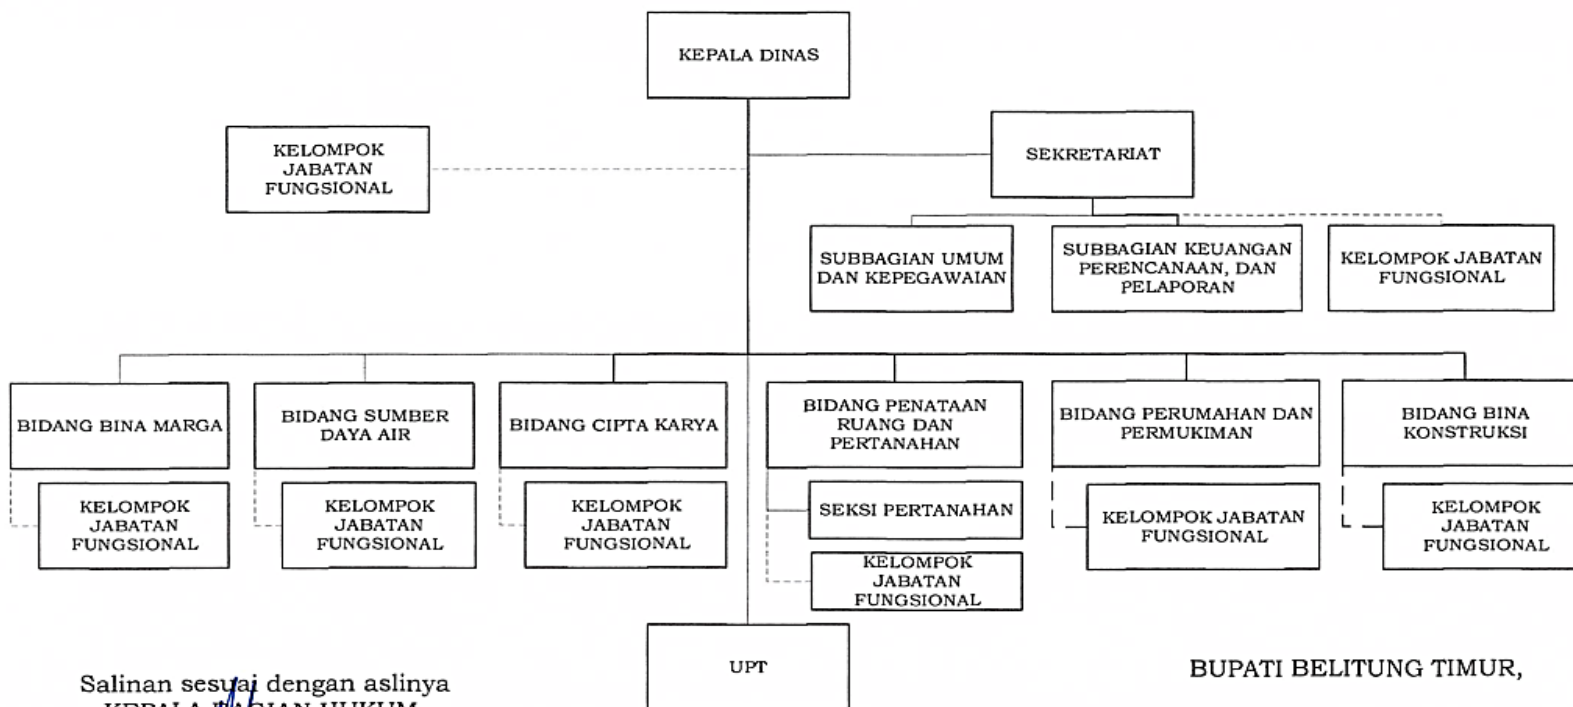 KEPALA DINAS
KELOMPOK
JABATAN
FUNGSIONAL
SEKRETARIAT
SUBBAGIAN UMUM
DAN KEPEGAWAIAN
SUBBAGIAN KEUANGAN
PERENCANAAN, DAN
PELAPORAN
KELOMPOK JABATAN
FUNGSIONAL
BIDANG BINA MARGA
BIDANG SUMBER
DAYA AIR
BIDANG CIPTA KARYA
BIDANG PENATAAN
RUANG DAN
PERTANAHAN
BIDANG PERUMAHAN DAN
PERMUKIMAN
BIDANG BINA
KONSTRUKSI
KELOMPOK
JABATAN
FUNGSIONAL
KELOMPOK
JABATAN
FUNGSIONAL
KELOMPOK
JABATAN
FUNGSIONAL
SEKSI PERTANAHAN
KELOMPOK
JABATAN
FUNGSIONAL
KELOMPOK JABATAN
FUNGSIONAL
KELOMPOK
JABATAN
FUNGSIONAL
UPT
Salinan sesuai dengan aslinya
KEPALA BAGIAN HUKUM
BUPATI BELITUNG TIMUR,